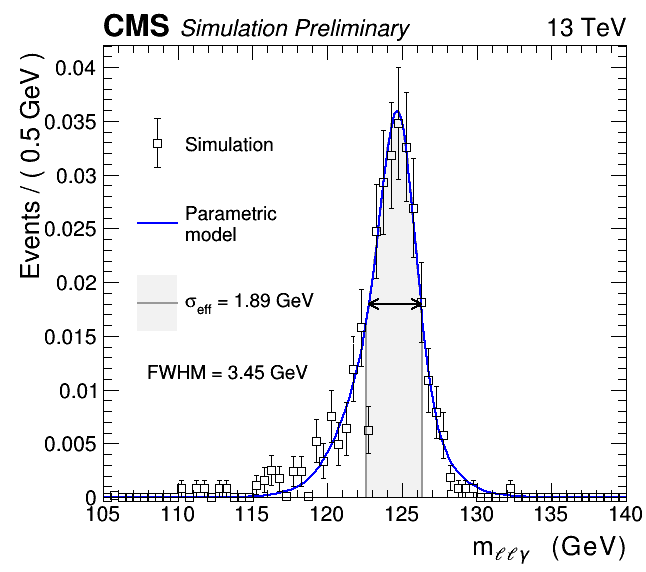 CMS Simulation Preliminary 13 TeV
Events / ( 0.5 GeV )
0.04
0.035
0.03
0.025
0.02
0.015
0.01
0.005
0
Simulation
Parametric
model
σeff = 1.89 GeV
FWHM = 3.45 GeV
105 110 115 120 125 130 135 140
mℓℓγ (GeV)